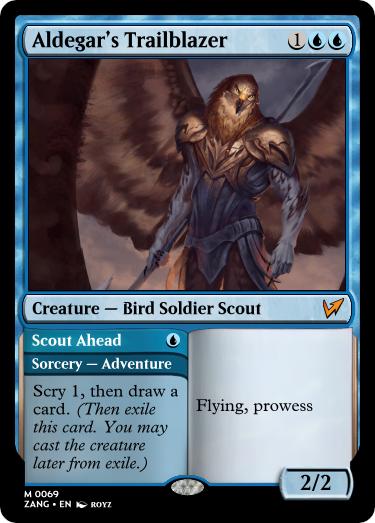 Aldegar's Trailblazer 1
Creature — Bird Soldier Scout
Scout Ahead
Sorcery — Adventure
Scry 1, then draw a
card. (Then exile
this card. You may
cast the creature
later from exile.)
Flying, prowess
2/2
M 0069
ZANG • EN ROYZ